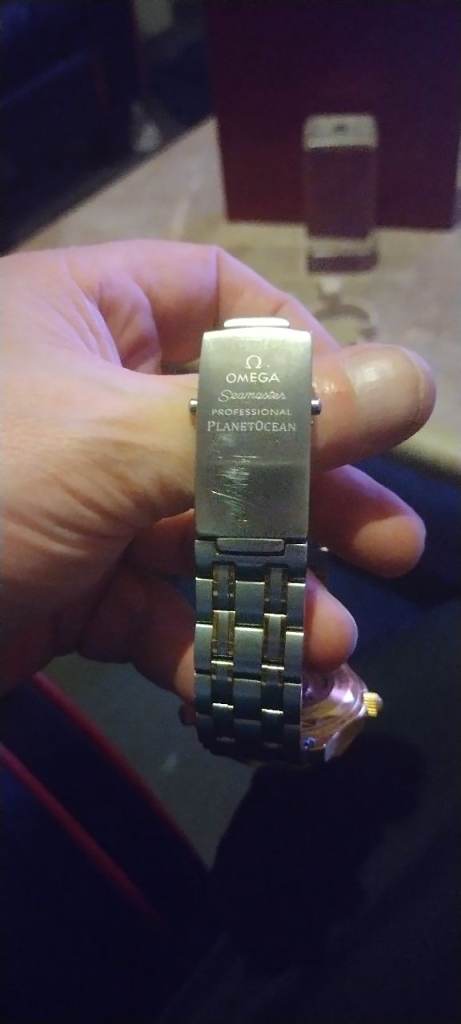 Ω
OMEGA
Seamaster
PROFESSIONAL
PLANETOCEAN